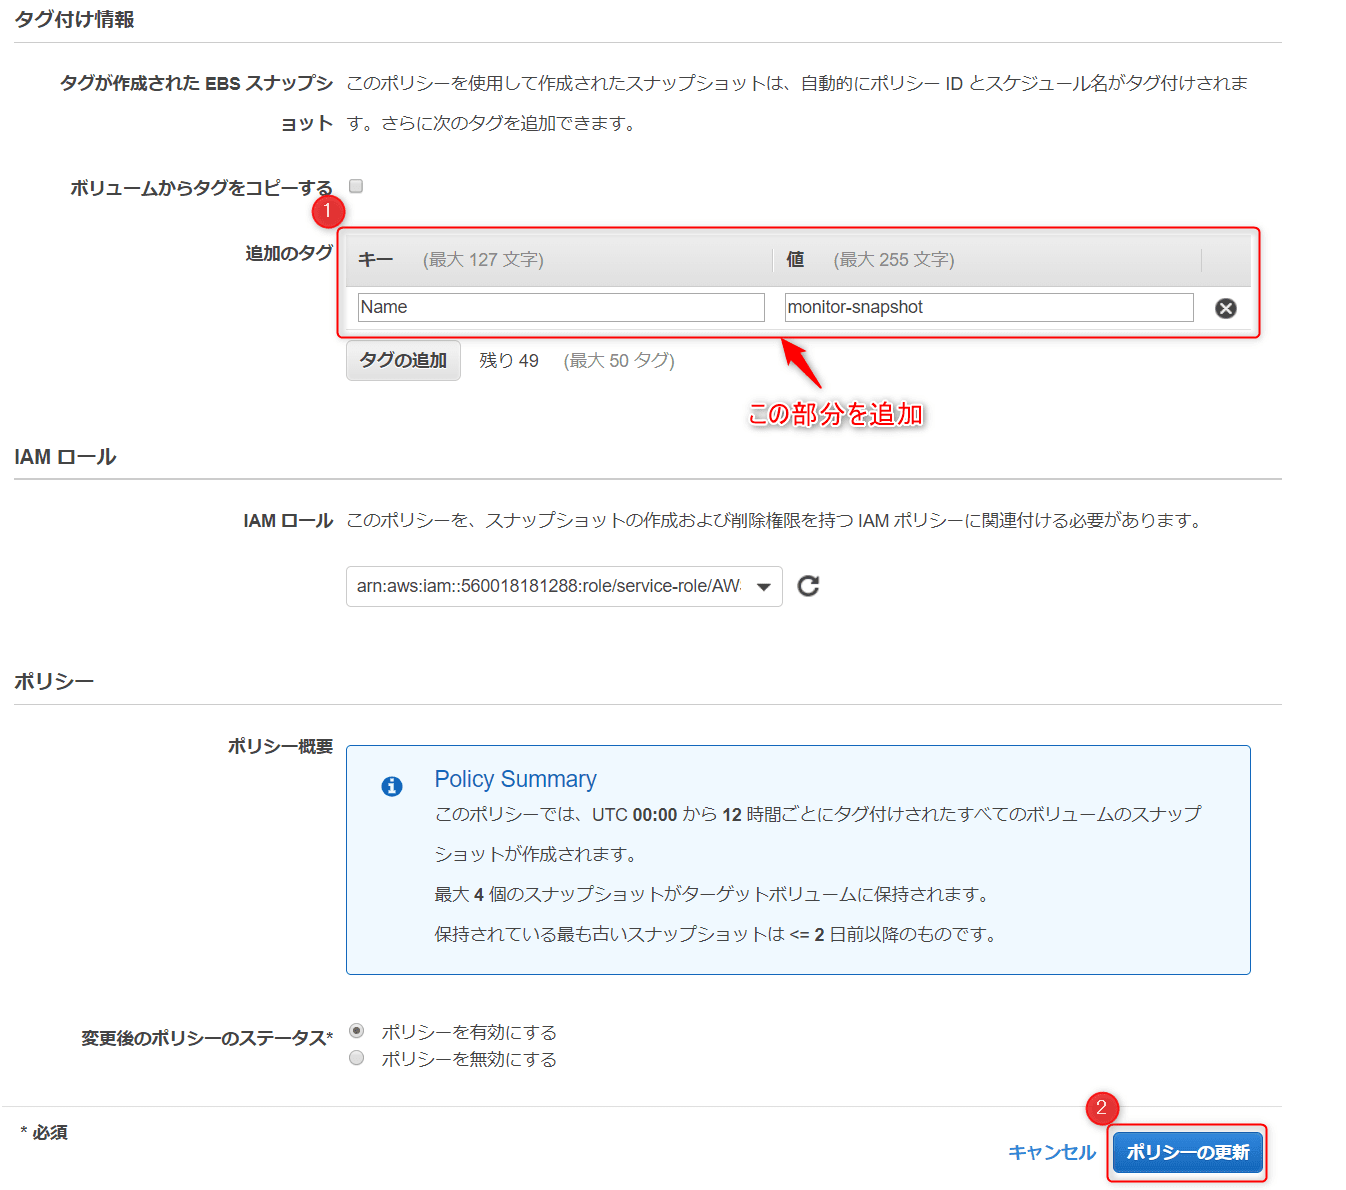 タグ付け情報
タグが作成された EBS スナップシ
ョット
このポリシーを使用して作成されたスナップショットは、自動的にポリシー ID とスケジュール名がタグ付けされま
す。さらに次のタグを追加できます。
ボリュームからタグをコピーする
1
追加のタグ
キー (最大 127 文字) 値 (最大 255 文字)
Name monitor-snapshot
タグの追加 残り 49 (最大 50 タグ)
この部分を追加
IAM ロール
IAM ロール このポリシーを、スナップショットの作成および削除権限を持つ IAM ポリシーに関連付ける必要があります。
arn:aws:iam::560018181288:role/service-role/AW
ポリシー
ポリシー概要
Policy Summary
このポリシーでは、UTC 00:00 から 12 時間ごとにタグ付けされたすべてのボリュームのスナップ
ショットが作成されます。
最大 4 個のスナップショットがターゲットボリュームに保持されます。
保持されている最も古いスナップショットは <= 2 日前以降のものです。
変更後のポリシーのステータス* ポリシーを有効にする
ポリシーを無効にする
* 必須
2
キャンセル ポリシーの更新